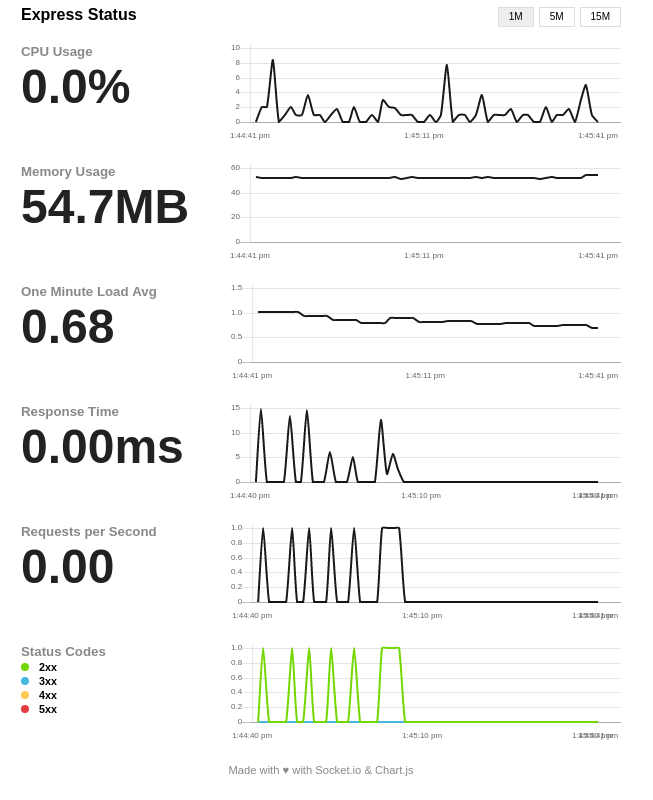 Express Status
1M 5M 15M
CPU Usage
0.0%
10
8
6
4
2
0
1:44:41 pm 1:45:11 pm 1:45:41 pm
Memory Usage
54.7MB
60
40
20
0
1:44:41 pm 1:45:11 pm 1:45:41 pm
One Minute Load Avg
0.68
1.5
1.0
0.5
0
1:44:41 pm 1:45:11 pm 1:45:41 pm
Response Time
0.00ms
15
10
5
0
1:44:40 pm 1:45:10 pm
Requests per Second
0.00
1.0
0.8
0.6
0.4
0.2
0
1:44:40 pm 1:45:10 pm
Status Codes
2xx
3xx
4xx
5xx
1.0
0.8
0.6
0.4
0.2
0
1:44:40 pm 1:45:10 pm
Made with ♥ with Socket.io & Chart.js